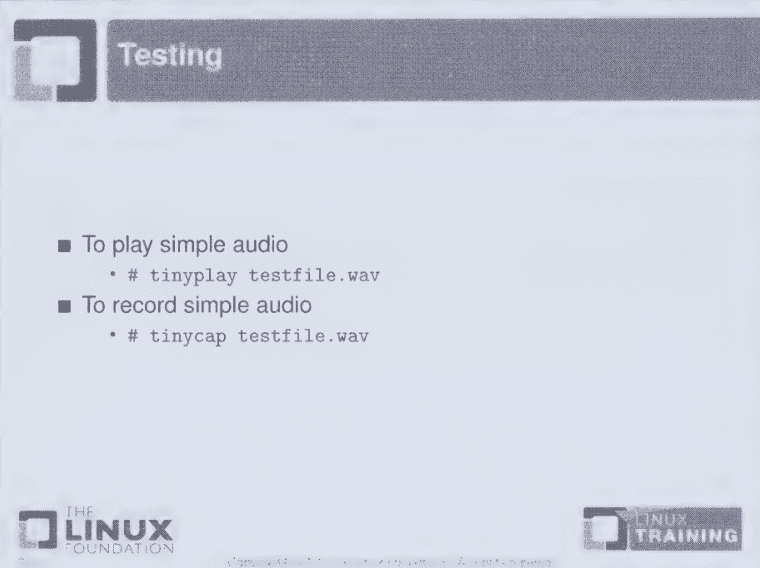 Testing
To play simple audio
# tinyplay testfile.wav
To record simple audio
# tinycap testfile.wav
THE
LINUX
FOUNDATION
LINUX
TRAINING